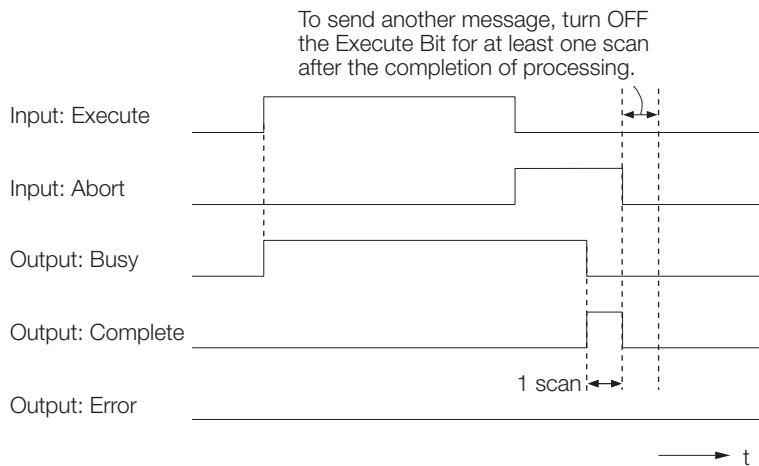 To send another message, turn OFF
the Execute Bit for at least one scan
after the completion of processing.
Input: Execute
Input: Abort
Output: Busy
Output: Complete
1 scan
Output: Error
t